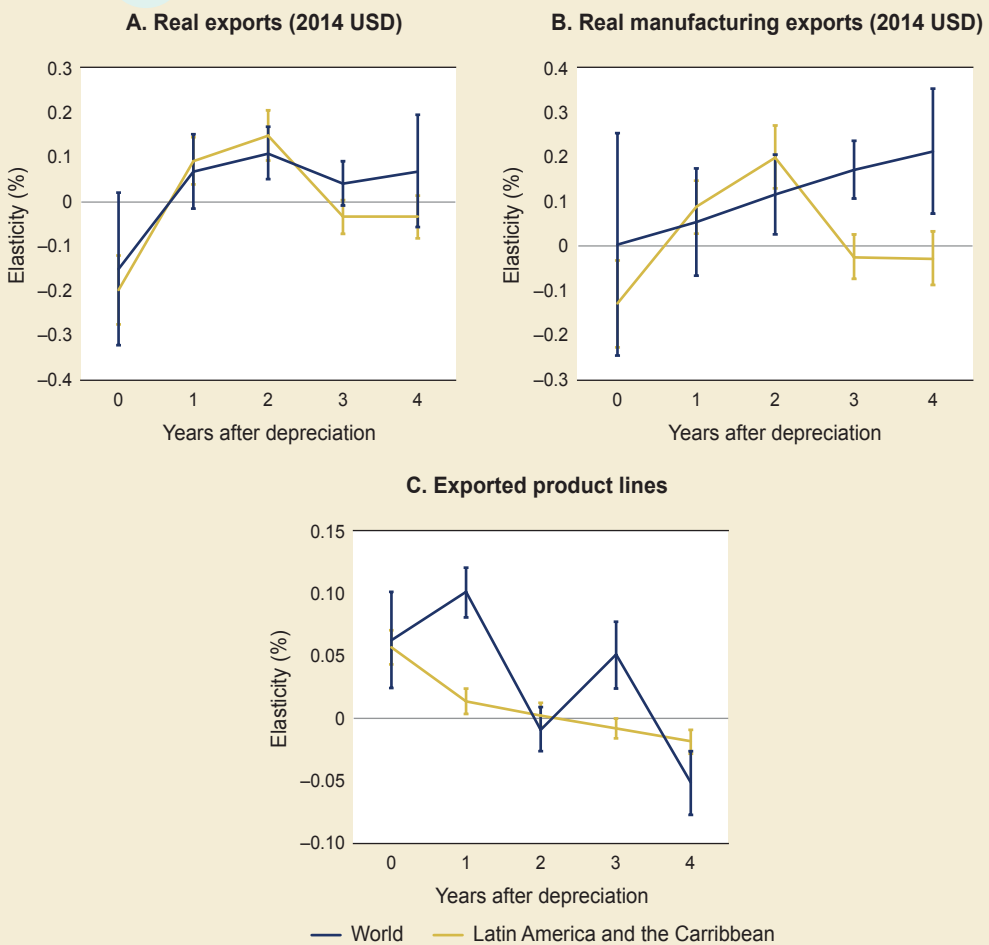 A. Real exports (2014 USD)
0.3
0.2
0.1
0
–0.1
–0.2
–0.3
–0.4
Elasticity (%)
0 1 2 3 4
Years after depreciation
B. Real manufacturing exports (2014 USD)
0.4
0.3
0.2
0.1
0
–0.1
–0.2
–0.3
Elasticity (%)
0 1 2 3 4
Years after depreciation
C. Exported product lines
0.15
0.10
0.05
0
–0.05
–0.10
Elasticity (%)
0 1 2 3 4
Years after depreciation
World Latin America and the Carribbean